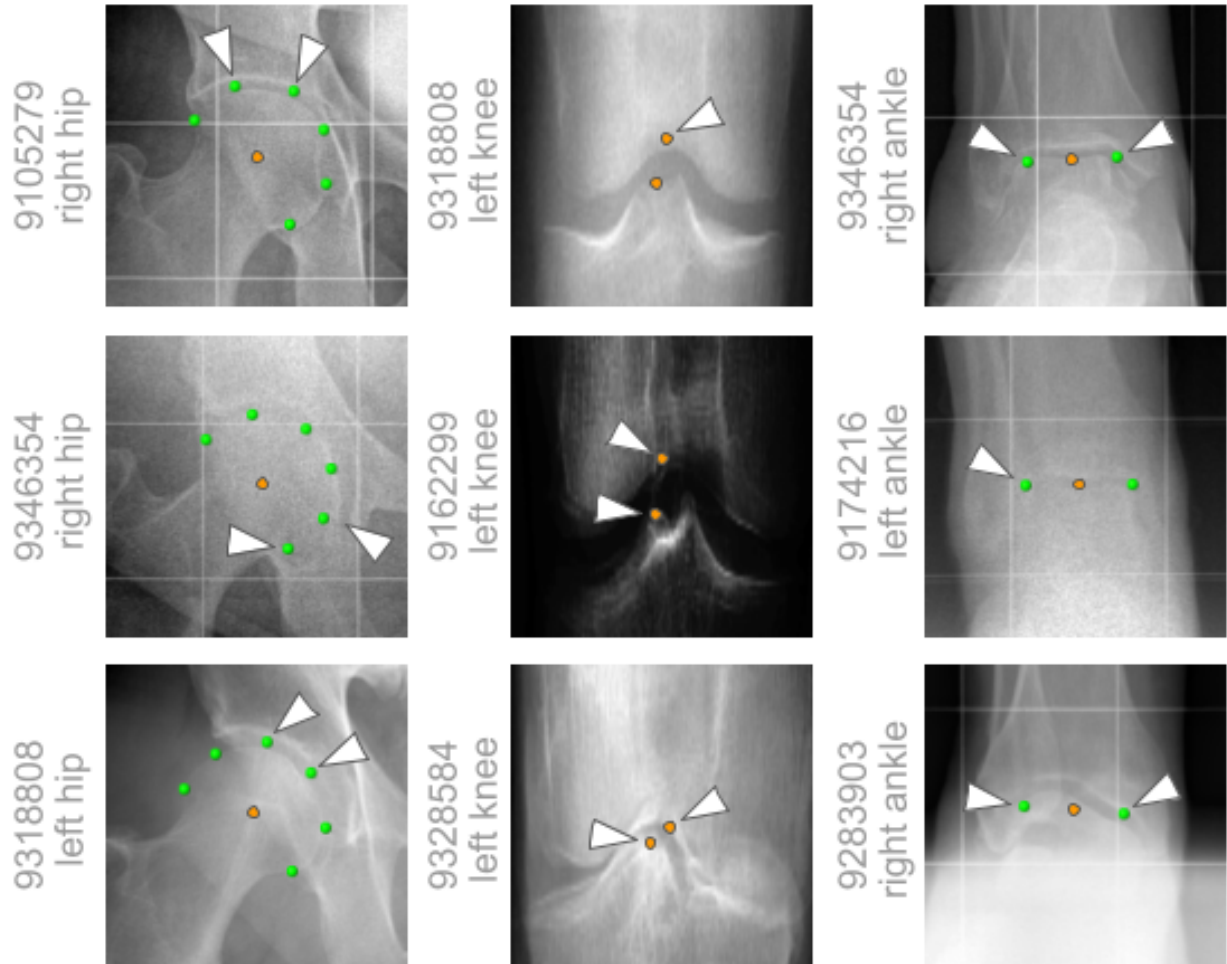 9105279
right hip
9318808
left knee
9346354
right ankle
9346354
right hip
9162299
left knee
9174216
left ankle
9318808
left hip
9328584
left knee
9283903
right ankle